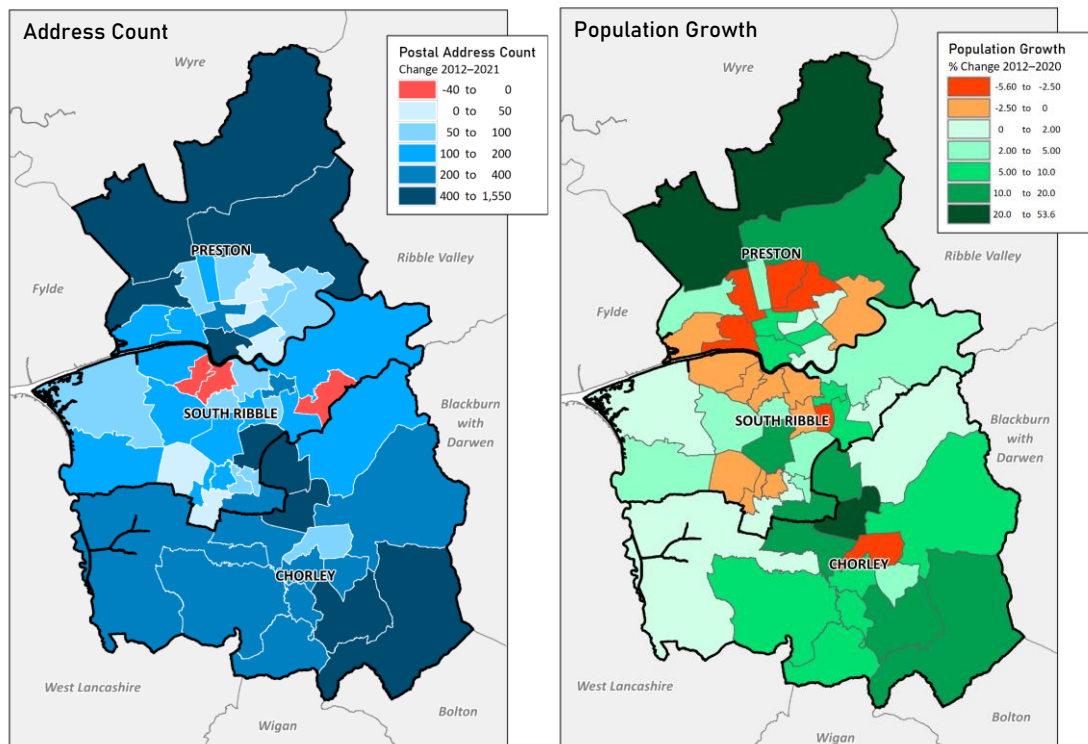 Address Count
Postal Address Count
Change 2012–2021
-40 to 0
0 to 50
50 to 100
100 to 200
200 to 400
400 to 1,550
Wyre
PRESTON
Ribble Valley
Fylde
SOUTH RIBBLE
Blackburn
with
Darwen
CHORLEY
West Lancashire
Bolton
Wigan
Population Growth
Population Growth
% Change 2012–2020
-5.60 to -2.50
-2.50 to 0
0 to 2.00
2.00 to 5.00
5.00 to 10.0
10.0 to 20.0
20.0 to 53.6
Wyre
PRESTON
Ribble Valley
Fylde
SOUTH RIBBLE
Blackburn
with
Darwen
CHORLEY
West Lancashire
Bolton
Wigan